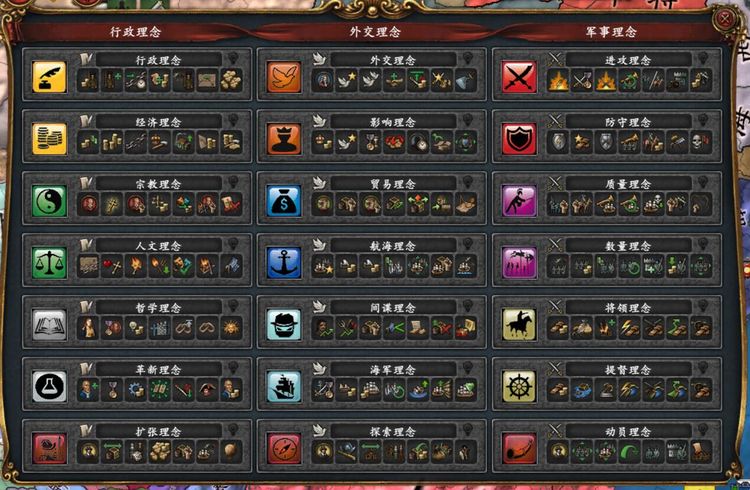 行政理念 外交理念 军事理念
行政理念 外交理念 进攻理念
经济理念 影响理念 防守理念
宗教理念 贸易理念 质量理念
人文理念 航海理念 数量理念
哲学理念 间谍理念 将领理念
革新理念 海军理念 提督理念
扩张理念 探索理念 动员理念